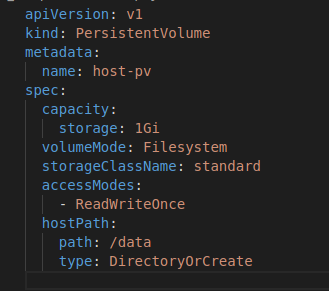 apiVersion: v1
kind: PersistentVolume
metadata:
  name: host-pv
spec:
  capacity:
    storage: 1Gi
  volumeMode: Filesystem
  storageClassName: standard
  accessModes:
    - ReadWriteOnce
  hostPath:
    path: /data
    type: DirectoryOrCreate